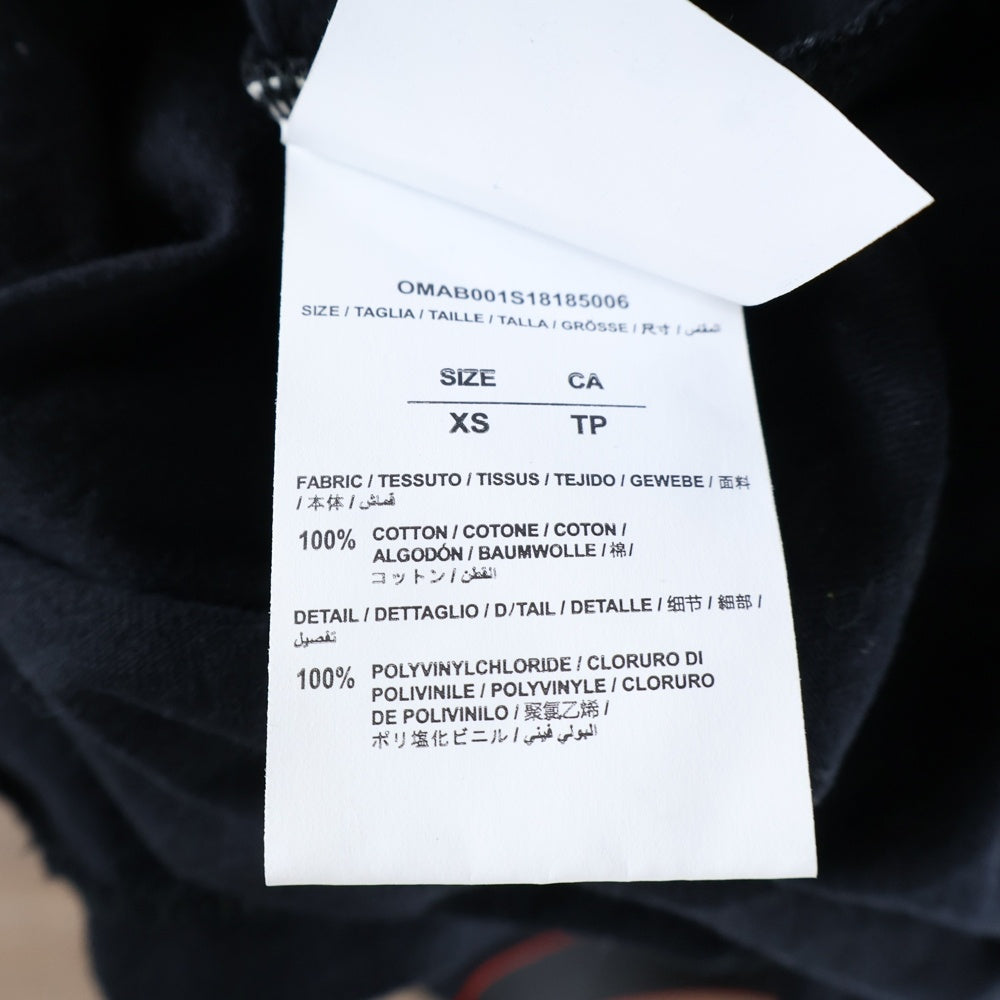 OMAB001S18185006
SIZE / TAGLIA / TAILLE / TALLA / GRÖSSE / 尺寸 / المقاس
SIZE CA
XS TP
FABRIC / TESSUTO / TISSUS / TEJIDO / GEWEBE / 面料
/ 本体 / قماش
100% COTTON / COTONE / COTON /
ALGODÓN / BAUMWOLLE / 棉 /
コットン / القطن
DETAIL / DETTAGLIO / D/TAIL / DETALLE / 细节 / 細部 /
تفصيل
100% POLYVINYLCHLORIDE / CLORURO DI
POLIVINILE / POLYVINYLE / CLORURO
DE POLIVINILO / 聚氯乙烯 /
ポリ塩化ビニル / البولي فيني